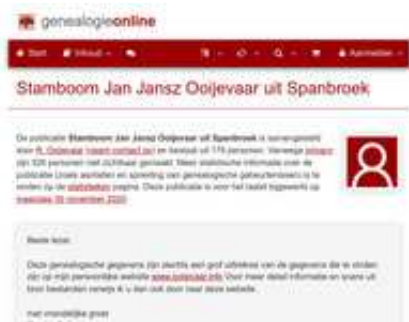 genealogieonline
Start Inhoud Aanmelden
Stamboom Jan Jansz Ooijevaar uit Spanbroek
De publicatie Stamboom Jan Jansz Ooijevaar uit Spanbroek is samengesteld
door R. Ooijevaar (neem contact op) en bestaat uit 775 personen. Vanwege privacy
zijn 525 personen niet zichtbaar gemaakt. Meer statistische informatie over de
publicatie (zoals aantallen en spreiding van genealogische gebeurtenissen) is te
vinden op de statistieken pagina. Deze publicatie is voor het laatst bijgewerkt op
maandag 30 november 2020.
Beste lezer,
Deze genealogische gegevens zijn slechts een grof uittreksel van de gegevens die te vinden
zijn op mijn persoonlijke website www.ooijevaar.info Voor meer detail informatie en scans uit
bron bestanden verwijs ik u dan ook door naar deze website.
met vriendelijke groet